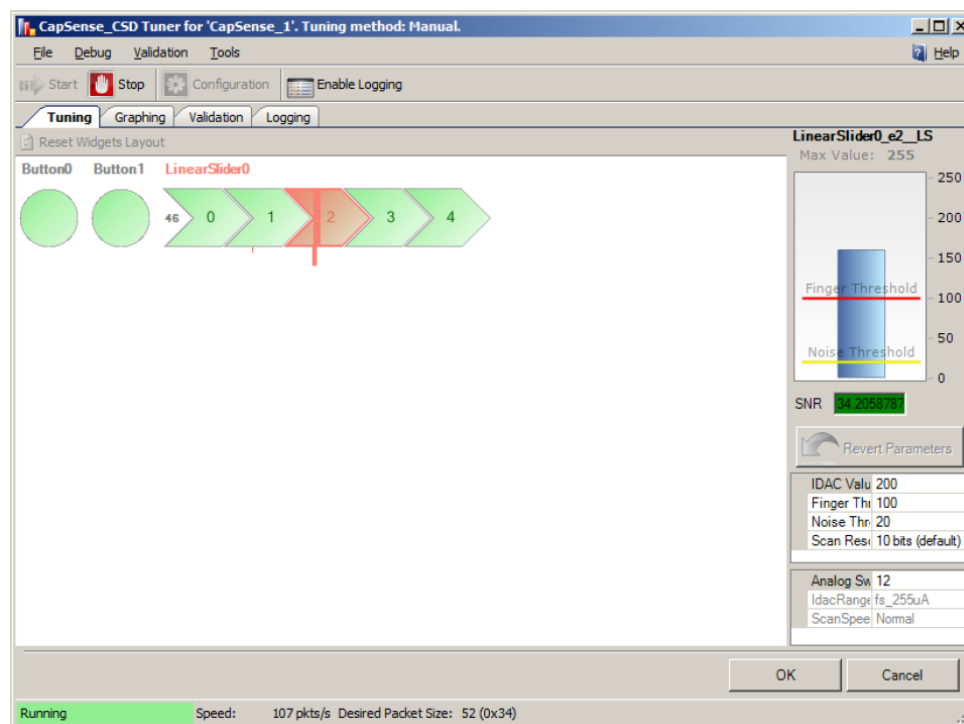 CapSense_CSD Tuner for 'CapSense_1'. Tuning method: Manual.
File Debug Validation Tools Help
Start Stop Configuration Enable Logging
Tuning Graphing Validation Logging
Reset Widgets Layout
Button0 Button1 LinearSlider0
46 0 1 2 3 4
LinearSlider0_e2__LS
Max Value: 255
250
200
150
Finger Threshold
100
50
Noise Threshold
0
SNR 34.2058787
Revert Parameters
IDAC Valu 200
Finger Thr 100
Noise Thr 20
Scan Reso 10 bits (default)
Analog Sw 12
IdacRange fs_255uA
ScanSpee Normal
OK Cancel
Running Speed: 107 pkts/s Desired Packet Size: 52 (0x34)